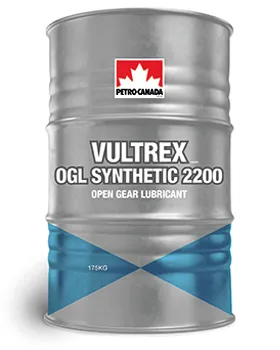 PETRO-CANADA
VULTREX
OGL SYNTHETIC 2200
OPEN GEAR LUBRICANT
175KG